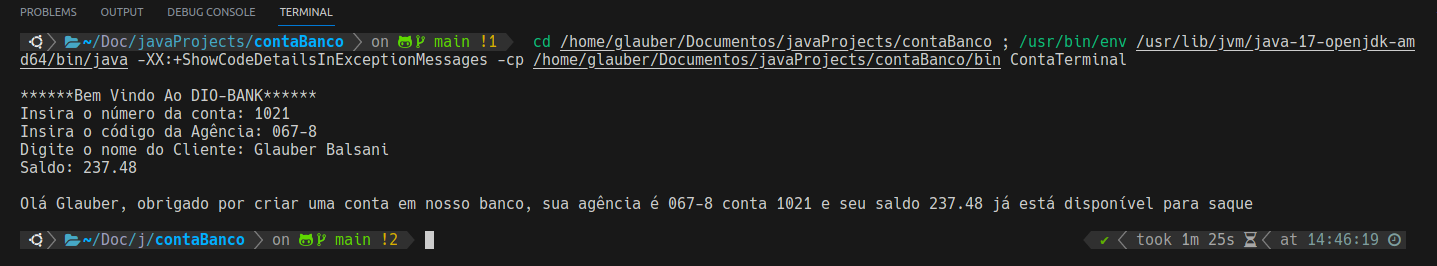 PROBLEMS OUTPUT DEBUG CONSOLE TERMINAL
~/Doc/javaProjects/contaBanco on main !1 cd /home/glauber/Documentos/javaProjects/contaBanco ; /usr/bin/env /usr/lib/jvm/java-17-openjdk-am
d64/bin/java -XX:+ShowCodeDetailsInExceptionMessages -cp /home/glauber/Documentos/javaProjects/contaBanco/bin ContaTerminal
******Bem Vindo Ao DIO-BANK******
Insira o número da conta: 1021
Insira o código da Agência: 067-8
Digite o nome do Cliente: Glauber Balsani
Saldo: 237.48
Olá Glauber, obrigado por criar uma conta em nosso banco, sua agência é 067-8 conta 1021 e seu saldo 237.48 já está disponível para saque
~/Doc/j/contaBanco on main !2 ✔ took 1m 25s at 14:46:19